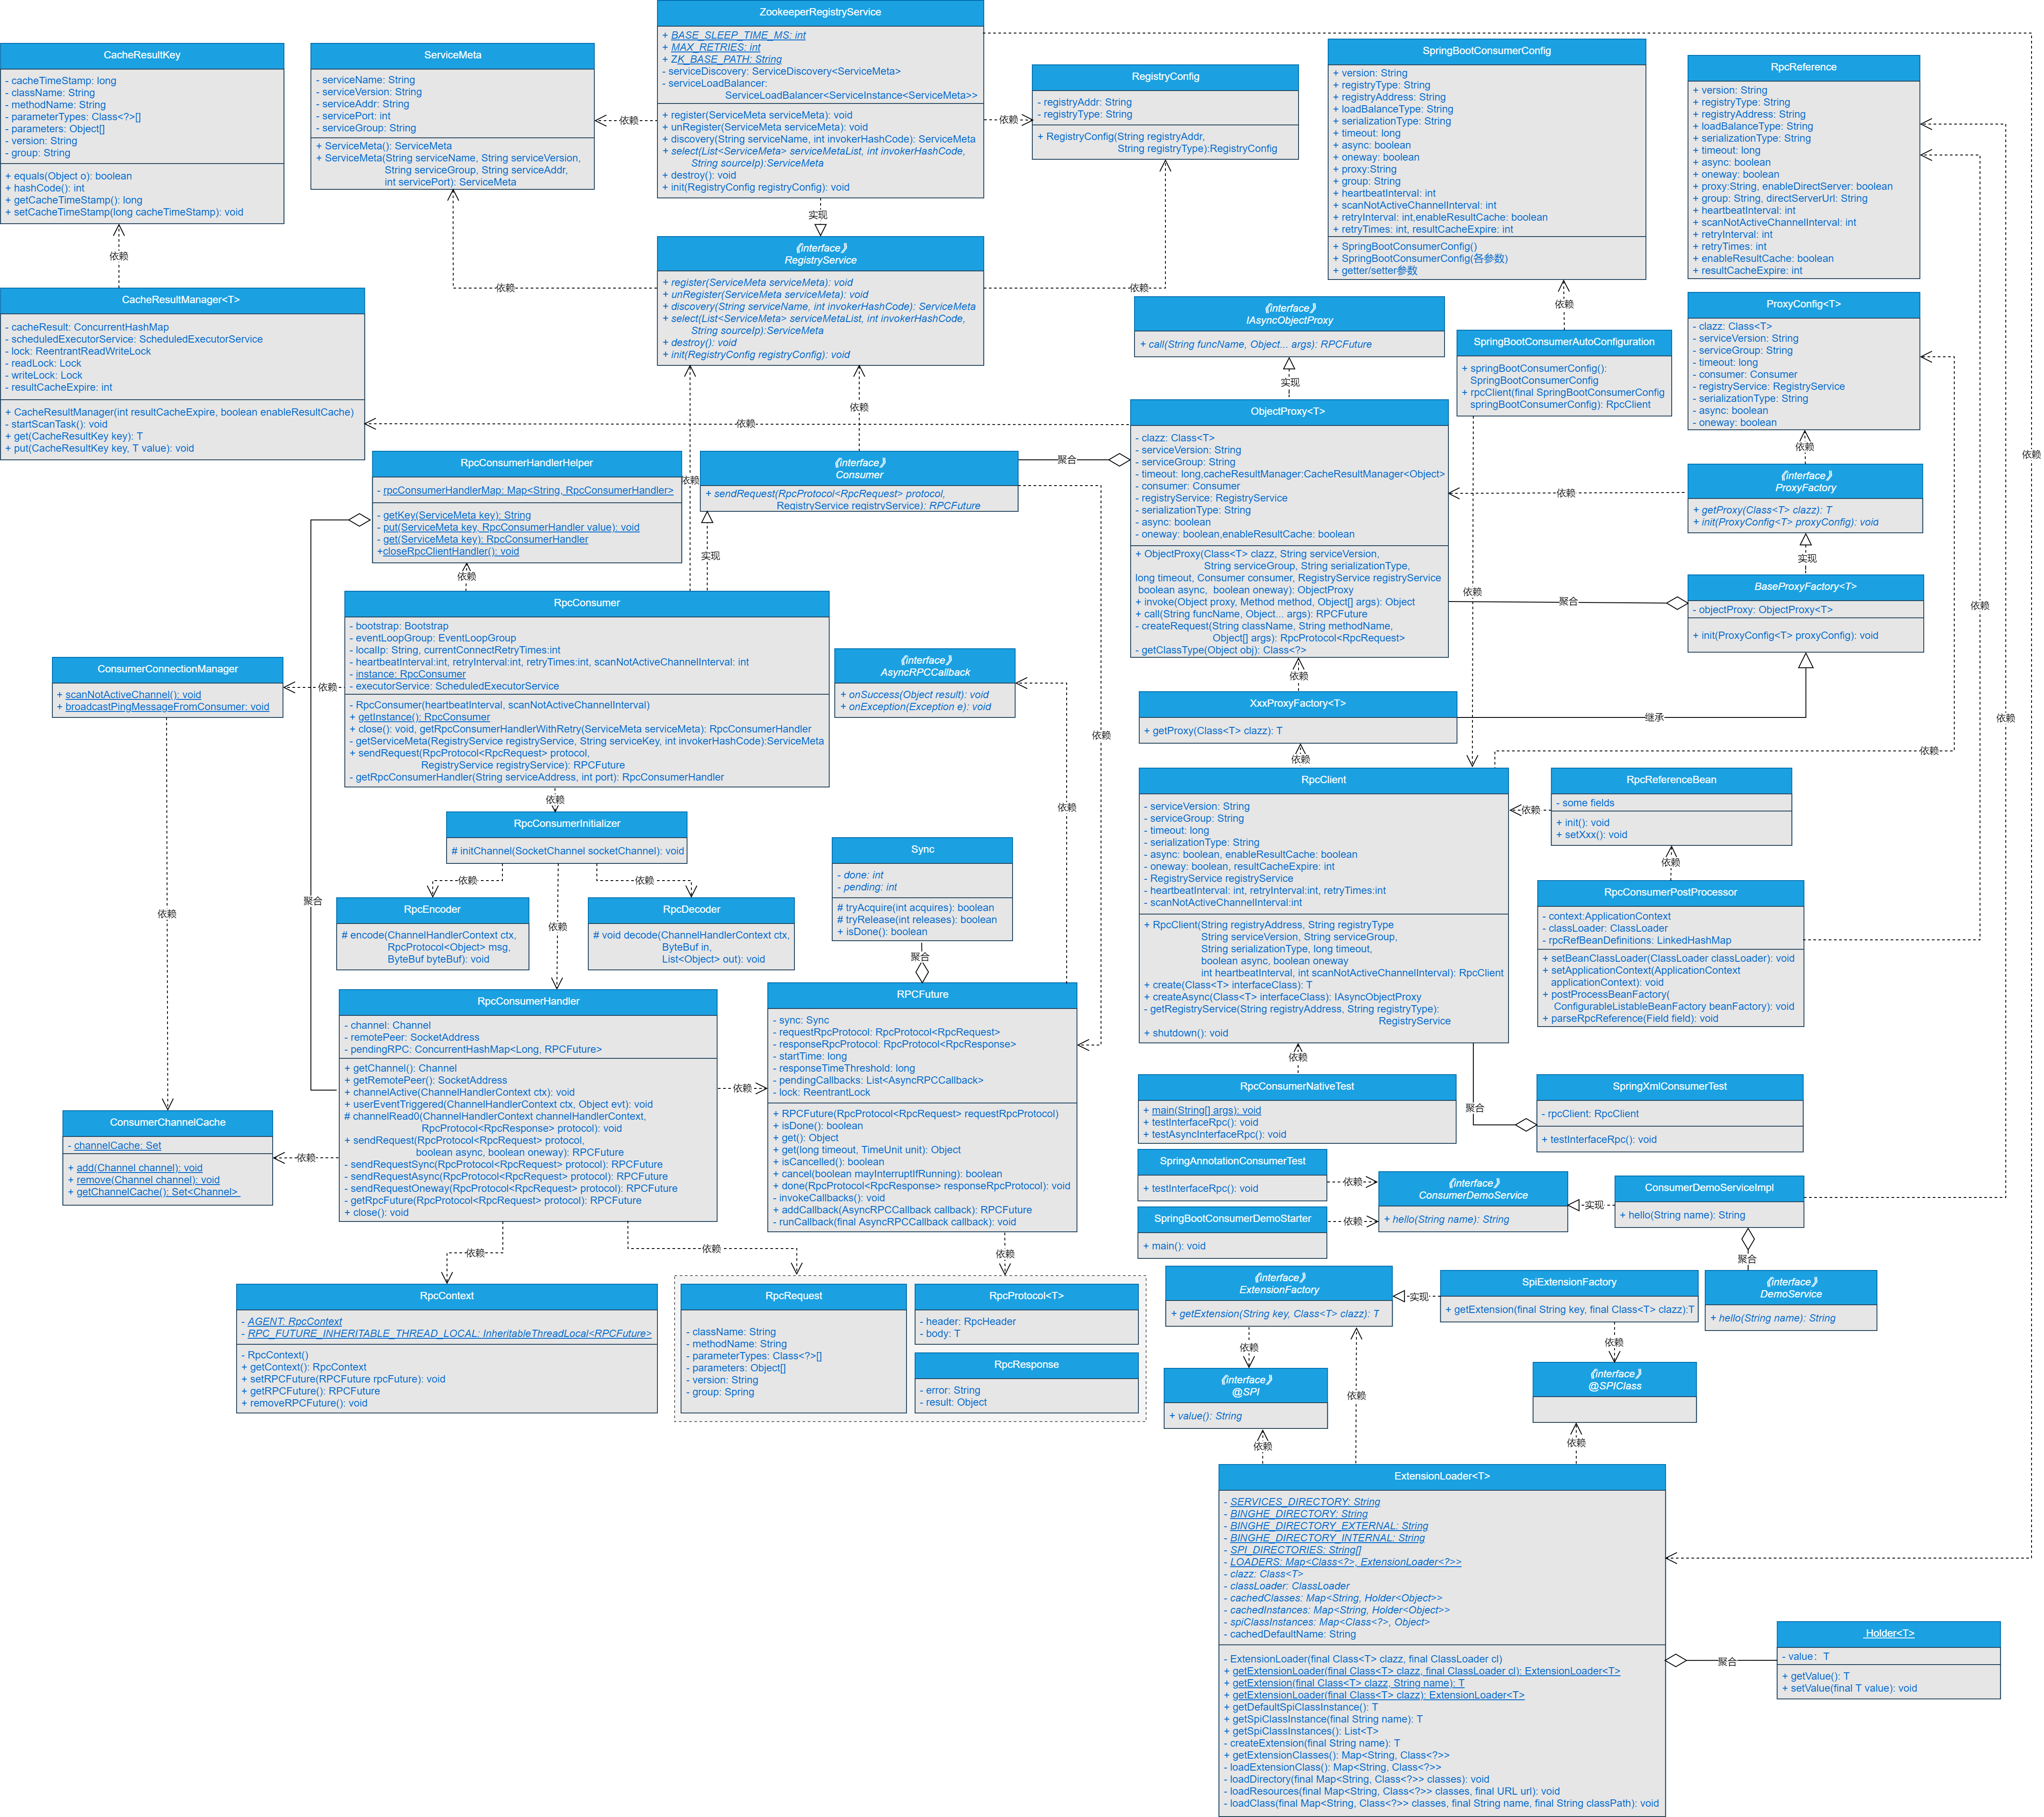 ZookeeperRegistryService
+ BASE_SLEEP_TIME_MS: int
+ MAX_RETRIES: int
+ ZK_BASE_PATH: String
- serviceDiscovery: ServiceDiscovery<ServiceMeta>
- serviceLoadBalancer:
ServiceLoadBalancer<ServiceInstance<ServiceMeta>>
+ register(ServiceMeta serviceMeta): void
+ unRegister(ServiceMeta serviceMeta): void
+ discovery(String serviceName, int invokerHashCode): ServiceMeta
+ select(List<ServiceMeta> serviceMetaList, int invokerHashCode,
String sourceIp):ServiceMeta
+ destroy(): void
+ init(RegistryConfig registryConfig): void
CacheResultKey
- cacheTimeStamp: long
- className: String
- methodName: String
- parameterTypes: Class<?>[]
- parameters: Object[]
- version: String
- group: String
+ equals(Object o): boolean
+ hashCode(): int
+ getCacheTimeStamp(): long
+ setCacheTimeStamp(long cacheTimeStamp): void
ServiceMeta
- serviceName: String
- serviceVersion: String
- serviceAddr: String
- servicePort: int
- serviceGroup: String
+ ServiceMeta(): ServiceMeta
+ ServiceMeta(String serviceName, String serviceVersion,
String serviceGroup, String serviceAddr,
int servicePort): ServiceMeta
依赖
依赖
RegistryConfig
- registryAddr: String
- registryType: String
+ RegistryConfig(String registryAddr,
String registryType):RegistryConfig
SpringBootConsumerConfig
+ version: String
+ registryType: String
+ registryAddress: String
+ loadBalanceType: String
+ serializationType: String
+ timeout: long
+ async: boolean
+ oneway: boolean
+ proxy:String
+ group: String
+ heartbeatInterval: int
+ scanNotActiveChannelInterval: int
+ retryInterval: int,enableResultCache: boolean
+ retryTimes: int, resultCacheExpire: int
+ SpringBootConsumerConfig()
+ SpringBootConsumerConfig(各参数)
+ getter/setter参数
RpcReference
+ version: String
+ registryType: String
+ registryAddress: String
+ loadBalanceType: String
+ serializationType: String
+ timeout: long
+ async: boolean
+ oneway: boolean
+ proxy:String, enableDirectServer: boolean
+ group: String, directServerUrl: String
+ heartbeatInterval: int
+ scanNotActiveChannelInterval: int
+ retryInterval: int
+ retryTimes: int
+ enableResultCache: boolean
+ resultCacheExpire: int
实现
依赖
《interface》
RegistryService
+ register(ServiceMeta serviceMeta): void
+ unRegister(ServiceMeta serviceMeta): void
+ discovery(String serviceName, int invokerHashCode): ServiceMeta
+ select(List<ServiceMeta> serviceMetaList, int invokerHashCode,
String sourceIp):ServiceMeta
+ destroy(): void
+ init(RegistryConfig registryConfig): void
依赖
依赖
依赖
CacheResultManager<T>
- cacheResult: ConcurrentHashMap
- scheduledExecutorService: ScheduledExecutorService
- lock: ReentrantReadWriteLock
- readLock: Lock
- writeLock: Lock
- resultCacheExpire: int
+ CacheResultManager(int resultCacheExpire, boolean enableResultCache)
- startScanTask(): void
+ get(CacheResultKey key): T
+ put(CacheResultKey key, T value): void
《interface》
IAsyncObjectProxy
+ call(String funcName, Object... args): RPCFuture
实现
依赖
SpringBootConsumerAutoConfiguration
+ springBootConsumerConfig():
SpringBootConsumerConfig
+ rpcClient(final SpringBootConsumerConfig
springBootConsumerConfig): RpcClient
ProxyConfig<T>
- clazz: Class<T>
- serviceVersion: String
- serviceGroup: String
- timeout: long
- consumer: Consumer
- registryService: RegistryService
- serializationType: String
- async: boolean
- oneway: boolean
依赖
依赖
依赖
ObjectProxy<T>
- clazz: Class<T>
- serviceVersion: String
- serviceGroup: String
- timeout: long,cacheResultManager:CacheResultManager<Object>
- consumer: Consumer
- registryService: RegistryService
- serializationType: String
- async: boolean
- oneway: boolean,enableResultCache: boolean
+ ObjectProxy(Class<T> clazz, String serviceVersion,
String serviceGroup, String serializationType,
long timeout, Consumer consumer, RegistryService registryService
boolean async,  boolean oneway): ObjectProxy
+ invoke(Object proxy, Method method, Object[] args): Object
+ call(String funcName, Object... args): RPCFuture
- createRequest(String className, String methodName,
Object[] args): RpcProtocol<RpcRequest>
- getClassType(Object obj): Class<?>
依赖
RpcConsumerHandlerHelper
- rpcConsumerHandlerMap: Map<String, RpcConsumerHandler>
- getKey(ServiceMeta key): String
- put(ServiceMeta key, RpcConsumerHandler value): void
- get(ServiceMeta key): RpcConsumerHandler
+closeRpcClientHandler(): void
依赖
《interface》
Consumer
+ sendRequest(RpcProtocol<RpcRequest> protocol,
RegistryService registryService): RPCFuture
聚合
依赖
《interface》
ProxyFactory
+ getProxy(Class<T> clazz): T
+ init(ProxyConfig<T> proxyConfig): void
实现
实现
依赖
依赖
聚合
BaseProxyFactory<T>
- objectProxy: ObjectProxy<T>
+ init(ProxyConfig<T> proxyConfig): void
依赖
RpcConsumer
- bootstrap: Bootstrap
- eventLoopGroup: EventLoopGroup
- localIp: String, currentConnectRetryTimes:int
- heartbeatInterval:int, retryInterval:int, retryTimes:int, scanNotActiveChannelInterval: int
- instance: RpcConsumer
- executorService: ScheduledExecutorService
- RpcConsumer(heartbeatInterval, scanNotActiveChannelInterval)
+ getInstance(): RpcConsumer
+ close(): void, getRpcConsumerHandlerWithRetry(ServiceMeta serviceMeta): RpcConsumerHandler
- getServiceMeta(RegistryService registryService, String serviceKey, int invokerHashCode):ServiceMeta
+ sendRequest(RpcProtocol<RpcRequest> protocol,
RegistryService registryService): RPCFuture
- getRpcConsumerHandler(String serviceAddress, int port): RpcConsumerHandler
ConsumerConnectionManager
+ scanNotActiveChannel(): void
+ broadcastPingMessageFromConsumer: void
依赖
《interface》
AsyncRPCCallback
+ onSuccess(Object result): void
+ onException(Exception e): void
依赖
XxxProxyFactory<T>
+ getProxy(Class<T> clazz): T
继承
依赖
依赖
依赖
依赖
依赖
依赖
RpcClient
- serviceVersion: String
- serviceGroup: String
- timeout: long
- serializationType: String
- async: boolean, enableResultCache: boolean
- oneway: boolean, resultCacheExpire: int
- RegistryService registryService
- heartbeatInterval: int, retryInterval:int, retryTimes:int
- scanNotActiveChannelInterval:int
+ RpcClient(String registryAddress, String registryType
String serviceVersion, String serviceGroup,
String serializationType, long timeout,
boolean async, boolean oneway
int heartbeatInterval, int scanNotActiveChannelInterval): RpcClient
+ create(Class<T> interfaceClass): T
+ createAsync(Class<T> interfaceClass): IAsyncObjectProxy
- getRegistryService(String registryAddress, String registryType):
RegistryService
+ shutdown(): void
依赖
RpcReferenceBean
- some fields
+ init(): void
+ setXxx(): void
依赖
RpcConsumerPostProcessor
- context:ApplicationContext
- classLoader: ClassLoader
- rpcRefBeanDefinitions: LinkedHashMap
+ setBeanClassLoader(ClassLoader classLoader): void
+ setApplicationContext(ApplicationContext
applicationContext): void
+ postProcessBeanFactory(
ConfigurableListableBeanFactory beanFactory): void
+ parseRpcReference(Field field): void
RpcConsumerInitializer
# initChannel(SocketChannel socketChannel): void
依赖
依赖
依赖
RpcEncoder
# encode(ChannelHandlerContext ctx,
RpcProtocol<Object> msg,
ByteBuf byteBuf): void
RpcDecoder
# void decode(ChannelHandlerContext ctx,
ByteBuf in,
List<Object> out): void
Sync
- done: int
- pending: int
# tryAcquire(int acquires): boolean
# tryRelease(int releases): boolean
+ isDone(): boolean
聚合
聚合
依赖
RpcConsumerHandler
- channel: Channel
- remotePeer: SocketAddress
- pendingRPC: ConcurrentHashMap<Long, RPCFuture>
+ getChannel(): Channel
+ getRemotePeer(): SocketAddress
+ channelActive(ChannelHandlerContext ctx): void
+ userEventTriggered(ChannelHandlerContext ctx, Object evt): void
# channelRead0(ChannelHandlerContext channelHandlerContext,
RpcProtocol<RpcResponse> protocol): void
+ sendRequest(RpcProtocol<RpcRequest> protocol,
boolean async, boolean oneway): RPCFuture
- sendRequestSync(RpcProtocol<RpcRequest> protocol): RPCFuture
- sendRequestAsync(RpcProtocol<RpcRequest> protocol): RPCFuture
- sendRequestOneway(RpcProtocol<RpcRequest> protocol): RPCFuture
- getRpcFuture(RpcProtocol<RpcRequest> protocol): RPCFuture
+ close(): void
依赖
RPCFuture
- sync: Sync
- requestRpcProtocol: RpcProtocol<RpcRequest>
- responseRpcProtocol: RpcProtocol<RpcResponse>
- startTime: long
- responseTimeThreshold: long
- pendingCallbacks: List<AsyncRPCCallback>
- lock: ReentrantLock
+ RPCFuture(RpcProtocol<RpcRequest> requestRpcProtocol)
+ isDone(): boolean
+ get(): Object
+ get(long timeout, TimeUnit unit): Object
+ isCancelled(): boolean
+ cancel(boolean mayInterruptIfRunning): boolean
+ done(RpcProtocol<RpcResponse> responseRpcProtocol): void
- invokeCallbacks(): void
+ addCallback(AsyncRPCCallback callback): RPCFuture
- runCallback(final AsyncRPCCallback callback): void
依赖
RpcConsumerNativeTest
+ main(String[] args): void
+ testInterfaceRpc(): void
+ testAsyncInterfaceRpc(): void
聚合
SpringXmlConsumerTest
- rpcClient: RpcClient
+ testInterfaceRpc(): void
ConsumerChannelCache
- channelCache: Set
+ add(Channel channel): void
+ remove(Channel channel): void
+ getChannelCache(): Set<Channel>
依赖
SpringAnnotationConsumerTest
+ testInterfaceRpc(): void
依赖
《interface》
ConsumerDemoService
+ hello(String name): String
实现
ConsumerDemoServiceImpl
+ hello(String name): String
SpringBootConsumerDemoStarter
+ main(): void
依赖
依赖
依赖
依赖
聚合
RpcContext
- AGENT: RpcContext
- RPC_FUTURE_INHERITABLE_THREAD_LOCAL: InheritableThreadLocal<RPCFuture>
- RpcContext()
+ getContext(): RpcContext
+ setRPCFuture(RPCFuture rpcFuture): void
+ getRPCFuture(): RPCFuture
+ removeRPCFuture(): void
RpcRequest
- className: String
- methodName: String
- parameterTypes: Class<?>[]
- parameters: Object[]
- version: String
- group: Spring
RpcProtocol<T>
- header: RpcHeader
- body: T
RpcResponse
- error: String
- result: Object
《interface》
ExtensionFactory
+ getExtension(String key, Class<T> clazz): T
实现
SpiExtensionFactory
+ getExtension(final String key, final Class<T> clazz):T
《interface》
DemoService
+ hello(String name): String
依赖
依赖
《interface》
@SPI
+ value(): String
依赖
《interface》
@SPIClass
依赖
依赖
ExtensionLoader<T>
- SERVICES_DIRECTORY: String
- BINGHE_DIRECTORY: String
- BINGHE_DIRECTORY_EXTERNAL: String
- BINGHE_DIRECTORY_INTERNAL: String
- SPI_DIRECTORIES: String[]
- LOADERS: Map<Class<?>, ExtensionLoader<?>>
- clazz: Class<T>
- classLoader: ClassLoader
- cachedClasses: Map<String, Holder<Object>>
- cachedInstances: Map<String, Holder<Object>>
- spiClassInstances: Map<Class<?>, Object>
- cachedDefaultName: String
- ExtensionLoader(final Class<T> clazz, final ClassLoader cl)
+ getExtensionLoader(final Class<T> clazz, final ClassLoader cl): ExtensionLoader<T>
+ getExtension(final Class<T> clazz, String name): T
+ getExtensionLoader(final Class<T> clazz): ExtensionLoader<T>
+ getDefaultSpiClassInstance(): T
+ getSpiClassInstance(final String name): T
+ getSpiClassInstances(): List<T>
- createExtension(final String name): T
+ getExtensionClasses(): Map<String, Class<?>>
- loadExtensionClass(): Map<String, Class<?>>
- loadDirectory(final Map<String, Class<?>> classes): void
- loadResources(final Map<String, Class<?>> classes, final URL url): void
- loadClass(final Map<String, Class<?>> classes, final String name, final String classPath): void
聚合
Holder<T>
- value：T
+ getValue(): T
+ setValue(final T value): void